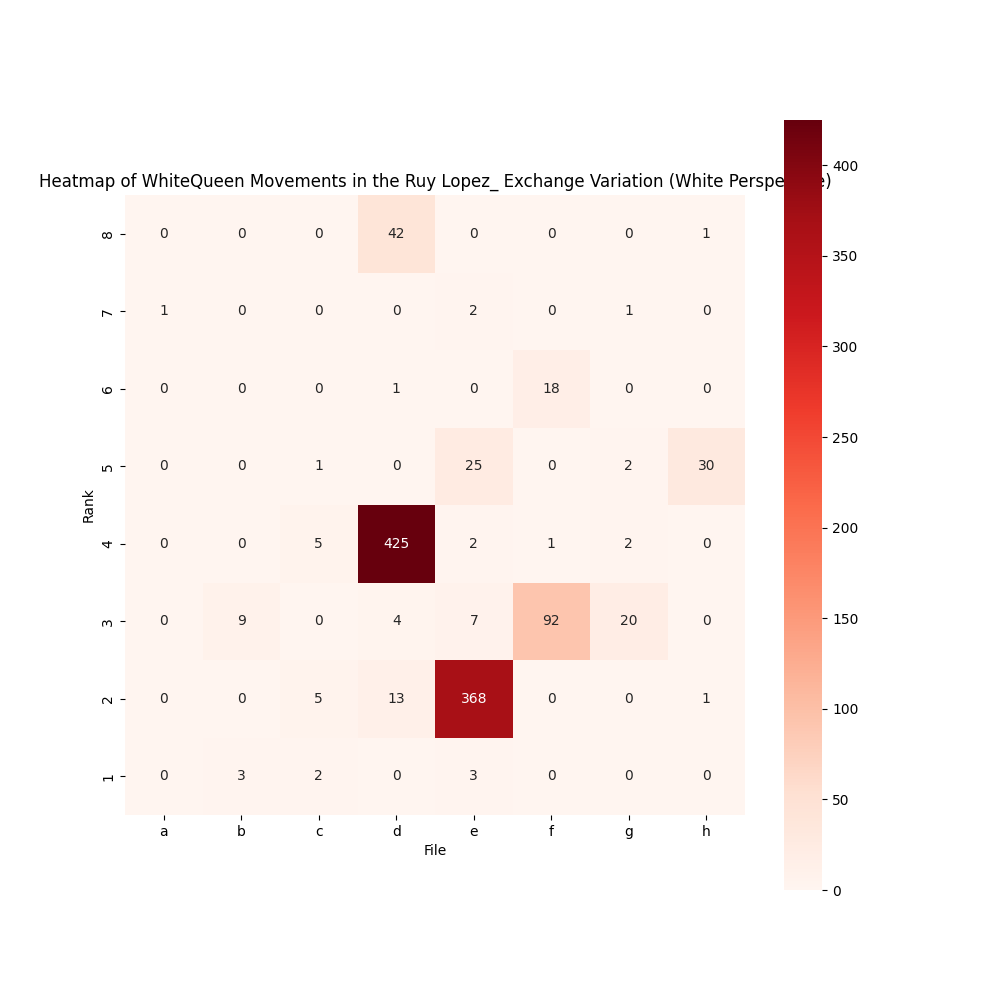 Heatmap of WhiteQueen Movements in the Ruy Lopez_ Exchange Variation (White Perspe e)
8 0 0 0 42 0 0 0 1
7 1 0 0 0 2 0 1 0
6 0 0 0 1 0 18 0 0
5 0 0 1 0 25 0 2 30
4 0 0 5 425 2 1 2 0
3 0 9 0 4 7 92 20 0
2 0 0 5 13 368 0 0 1
1 0 3 2 0 3 0 0 0
a b c d e f g h
Rank
File
400
350
300
250
200
150
100
50
0